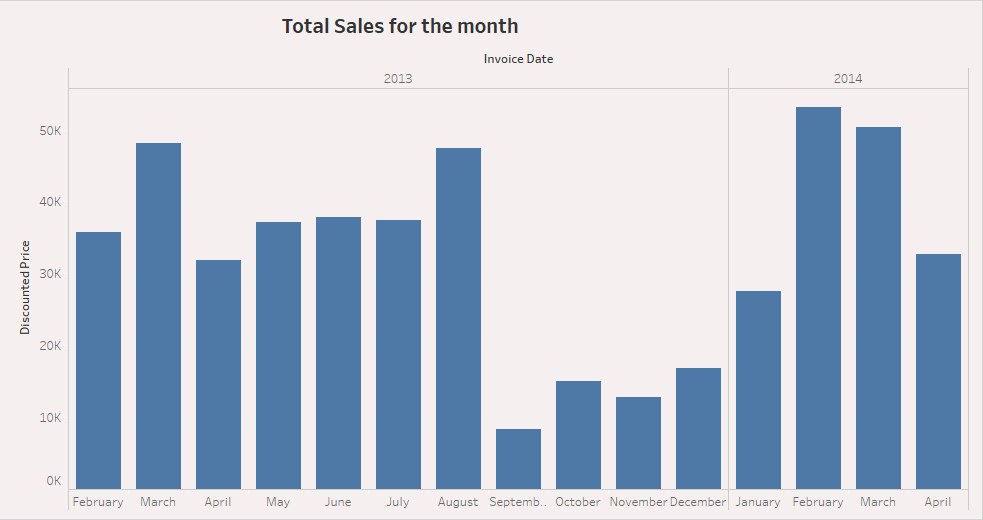 Total Sales for the month
Invoice Date
2013 2014
Discounted Price
50K
40K
30K
20K
10K
0K
February March April May June July August Septemb.. October November December January February March April